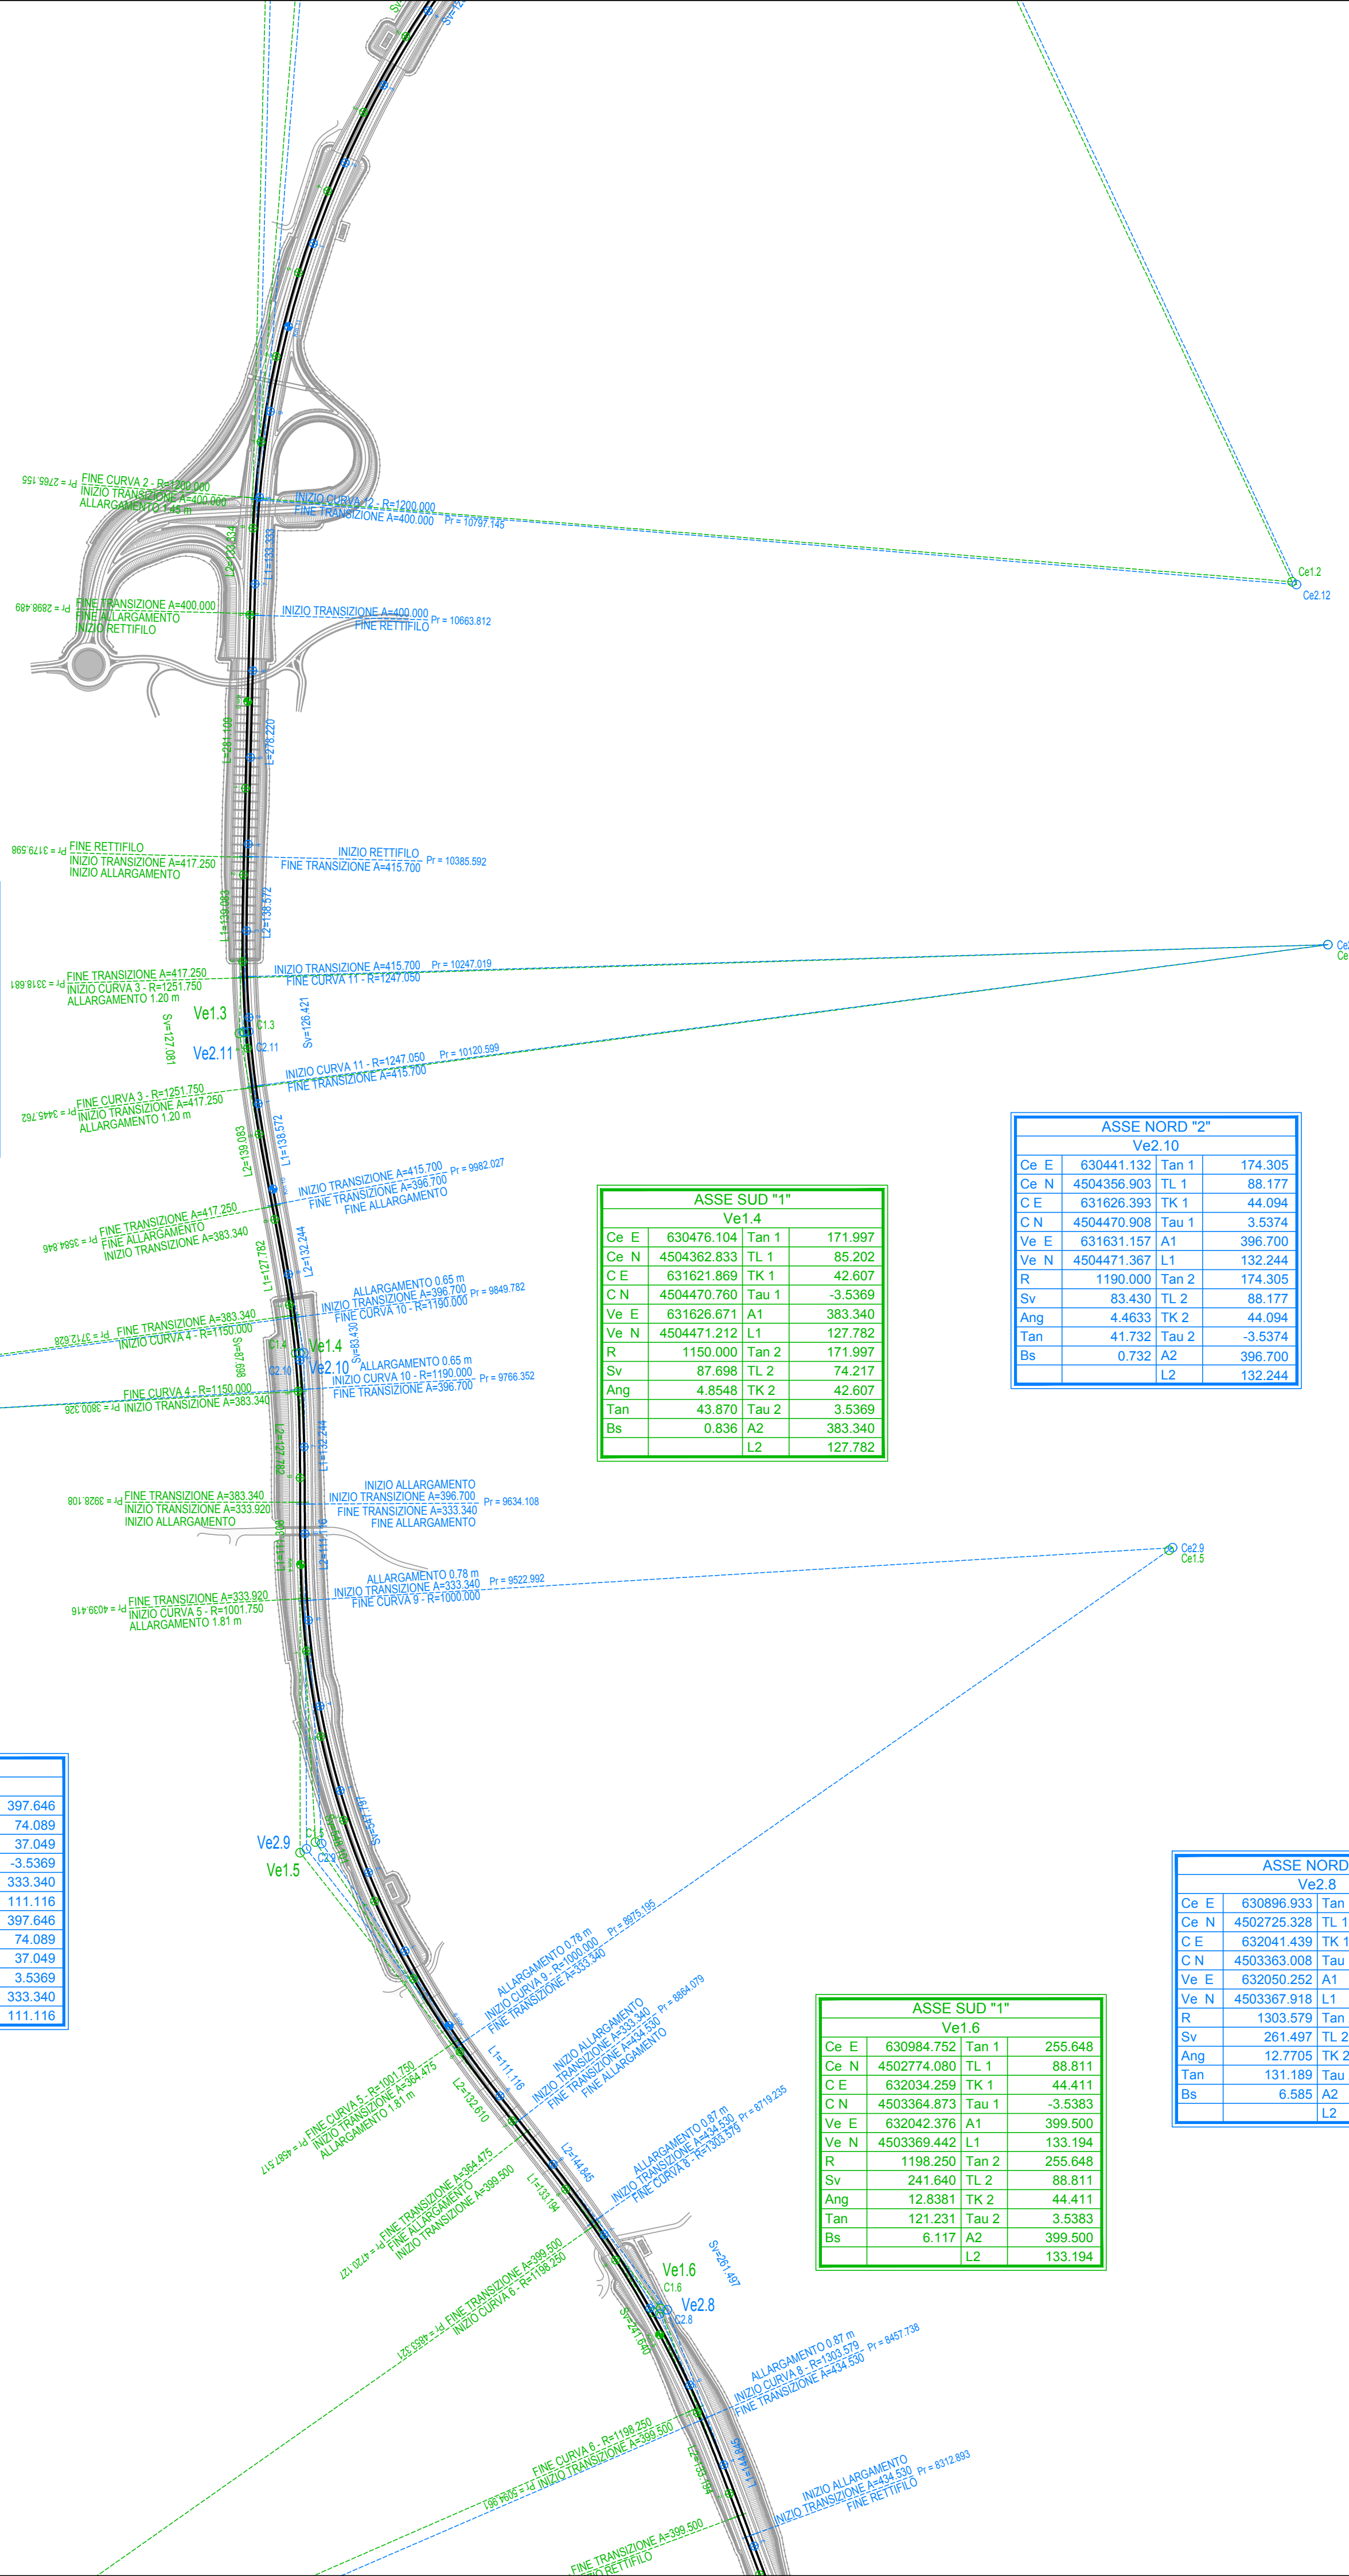 Sv=12
FINE CURVA 2 - R=1200.000
Pr = 2765.155
INIZIO TRANSIZIONE A=400.000
ALLARGAMENTO 1.45 m
INIZIO CURVA 12 - R=1200.000
FINE TRANSIZIONE A=400.000
Pr = 10797.145
L2=133.534
L1=133.333
Ce1.2
Ce2.12
FINE TRANSIZIONE A=400.000
Pr = 2898.489
FINE ALLARGAMENTO
INIZIO RETTIFILO
INIZIO TRANSIZIONE A=400.000
FINE RETTIFILO
Pr = 10663.812
L=281.109
L=278.220
FINE RETTIFILO
Pr = 3179.598
INIZIO TRANSIZIONE A=417.250
INIZIO ALLARGAMENTO
INIZIO RETTIFILO
FINE TRANSIZIONE A=415.700
Pr = 10385.592
L1=139.083
L2=138.572
FINE TRANSIZIONE A=417.250
Pr = 3318.681
INIZIO CURVA 3 - R=1251.750
ALLARGAMENTO 1.20 m
INIZIO TRANSIZIONE A=415.700
FINE CURVA 11 - R=1247.050
Pr = 10247.019
Sv=127.081
Ve1.3
C1.3
Sv=126.421
Ve2.11
C2.11
INIZIO CURVA 11 - R=1247.050
FINE TRANSIZIONE A=415.700
Pr = 10120.599
FINE CURVA 3 - R=1251.750
Pr = 3445.762
INIZIO TRANSIZIONE A=417.250
ALLARGAMENTO 1.20 m
L2=139.083
L1=138.572
INIZIO TRANSIZIONE A=415.700
FINE TRANSIZIONE A=396.700
FINE ALLARGAMENTO
Pr = 9982.027
FINE TRANSIZIONE A=417.250
FINE ALLARGAMENTO
Pr = 3584.846
INIZIO TRANSIZIONE A=383.340
L1=127.782
L2=132.244
ALLARGAMENTO 0.65 m
INIZIO TRANSIZIONE A=396.700
FINE CURVA 10 - R=1190.000
Pr = 9849.782
FINE TRANSIZIONE A=383.340
Pr = 3712.628
INIZIO CURVA 4 - R=1150.000
Sv=87.698
C1.4
Ve1.4
Sv=83.430
C2.10
Ve2.10
ALLARGAMENTO 0.65 m
INIZIO CURVA 10 - R=1190.000
FINE TRANSIZIONE A=396.700
Pr = 9766.352
FINE CURVA 4 - R=1150.000
Pr = 3800.326
INIZIO TRANSIZIONE A=383.340
L2=127.782
L1=132.244
INIZIO ALLARGAMENTO
INIZIO TRANSIZIONE A=396.700
FINE TRANSIZIONE A=333.340
FINE ALLARGAMENTO
Pr = 9634.108
FINE TRANSIZIONE A=383.340
Pr = 3928.108
INIZIO TRANSIZIONE A=333.920
INIZIO ALLARGAMENTO
L1=111.308
L2=111.116
ALLARGAMENTO 0.78 m
INIZIO TRANSIZIONE A=333.340
FINE CURVA 9 - R=1000.000
Pr = 9522.992
Ce2.9
Ce1.5
FINE TRANSIZIONE A=333.920
Pr = 4039.416
INIZIO CURVA 5 - R=1001.750
ALLARGAMENTO 1.81 m
ASSE SUD "1"
Ve1.4
Ce E 630476.104 Tan 1 171.997
Ce N 4504362.833 TL 1 85.202
C E 631621.869 TK 1 42.607
C N 4504470.760 Tau 1 -3.5369
Ve E 631626.671 A1 383.340
Ve N 4504471.212 L1 127.782
R 1150.000 Tan 2 171.997
Sv 87.698 TL 2 74.217
Ang 4.8548 TK 2 42.607
Tan 43.870 Tau 2 3.5369
Bs 0.836 A2 383.340
L2 127.782
ASSE NORD "2"
Ve2.10
Ce E 630441.132 Tan 1 174.305
Ce N 4504356.903 TL 1 88.177
C E 631626.393 TK 1 44.094
C N 4504470.908 Tau 1 3.5374
Ve E 631631.157 A1 396.700
Ve N 4504471.367 L1 132.244
R 1190.000 Tan 2 174.305
Sv 83.430 TL 2 88.177
Ang 4.4633 TK 2 44.094
Tan 41.732 Tau 2 -3.5374
Bs 0.732 A2 396.700
L2 132.244
397.646
74.089
37.049
-3.5369
333.340
111.116
397.646
74.089
37.049
3.5369
333.340
111.116
Sv=547.797
C1.5
Ve2.9
C2.9
Ve1.5
ALLARGAMENTO 0.78 m
INIZIO CURVA 9 - R=1000.000
FINE TRANSIZIONE A=333.340
Pr = 8975.195
L1=111.116
INIZIO ALLARGAMENTO
INIZIO TRANSIZIONE A=333.340
FINE TRANSIZIONE A=434.530
FINE ALLARGAMENTO
Pr = 8864.079
FINE CURVA 5 - R=1001.750
Pr = 4587.517
INIZIO TRANSIZIONE A=364.475
ALLARGAMENTO 1.81 m
L2=132.610
L2=144.845
ALLARGAMENTO 0.87 m
INIZIO TRANSIZIONE A=434.530
FINE CURVA 8 - R=1303.579
Pr = 8719.235
FINE TRANSIZIONE A=364.475
Pr = 4720.127
FINE ALLARGAMENTO
INIZIO TRANSIZIONE A=399.500
L1=133.194
FINE TRANSIZIONE A=399.500
Pr = 4853.321
INIZIO CURVA 6 - R=1198.250
Sv=261.497
Ve1.6
C1.6
Ve2.8
C2.8
Sv=241.640
ALLARGAMENTO 0.87 m
INIZIO CURVA 8 - R=1303.579
FINE TRANSIZIONE A=434.530
Pr = 8457.738
FINE CURVA 6 - R=1198.250
Pr = 5094.961
INIZIO TRANSIZIONE A=399.500
L2=133.194
L1=144.845
INIZIO ALLARGAMENTO
INIZIO TRANSIZIONE A=434.530
FINE RETTIFILO
Pr = 8312.893
FINE TRANSIZIONE A=399.500
RETTIFILO
ASSE SUD "1"
Ve1.6
Ce E 630984.752 Tan 1 255.648
Ce N 4502774.080 TL 1 88.811
C E 632034.259 TK 1 44.411
C N 4503364.873 Tau 1 -3.5383
Ve E 632042.376 A1 399.500
Ve N 4503369.442 L1 133.194
R 1198.250 Tan 2 255.648
Sv 241.640 TL 2 88.811
Ang 12.8381 TK 2 44.411
Tan 121.231 Tau 2 3.5383
Bs 6.117 A2 399.500
L2 133.194
ASSE NORD
Ve2.8
Ce E 630896.933 Tan
Ce N 4502725.328 TL 1
C E 632041.439 TK 1
C N 4503363.008 Tau
Ve E 632050.252 A1
Ve N 4503367.918 L1
R 1303.579 Tan
Sv 261.497 TL 2
Ang 12.7705 TK 2
Tan 131.189 Tau
Bs 6.585 A2
L2